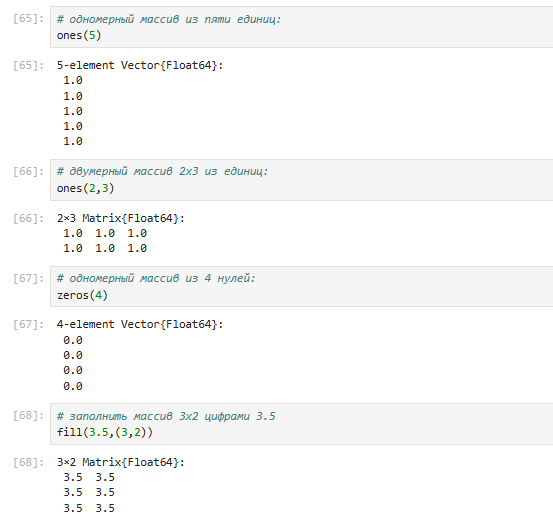 [65]: # одномерный массив из пяти единиц:
ones(5)
[65]: 5-element Vector{Float64}:
1.0
1.0
1.0
1.0
1.0
[66]: # двумерный массив 2x3 из единиц:
ones(2,3)
[66]: 2×3 Matrix{Float64}:
1.0  1.0  1.0
1.0  1.0  1.0
[67]: # одномерный массив из 4 нулей:
zeros(4)
[67]: 4-element Vector{Float64}:
0.0
0.0
0.0
0.0
[68]: # заполнить массив 3x2 цифрами 3.5
fill(3.5,(3,2))
[68]: 3×2 Matrix{Float64}:
3.5  3.5
3.5  3.5
3.5  3.5